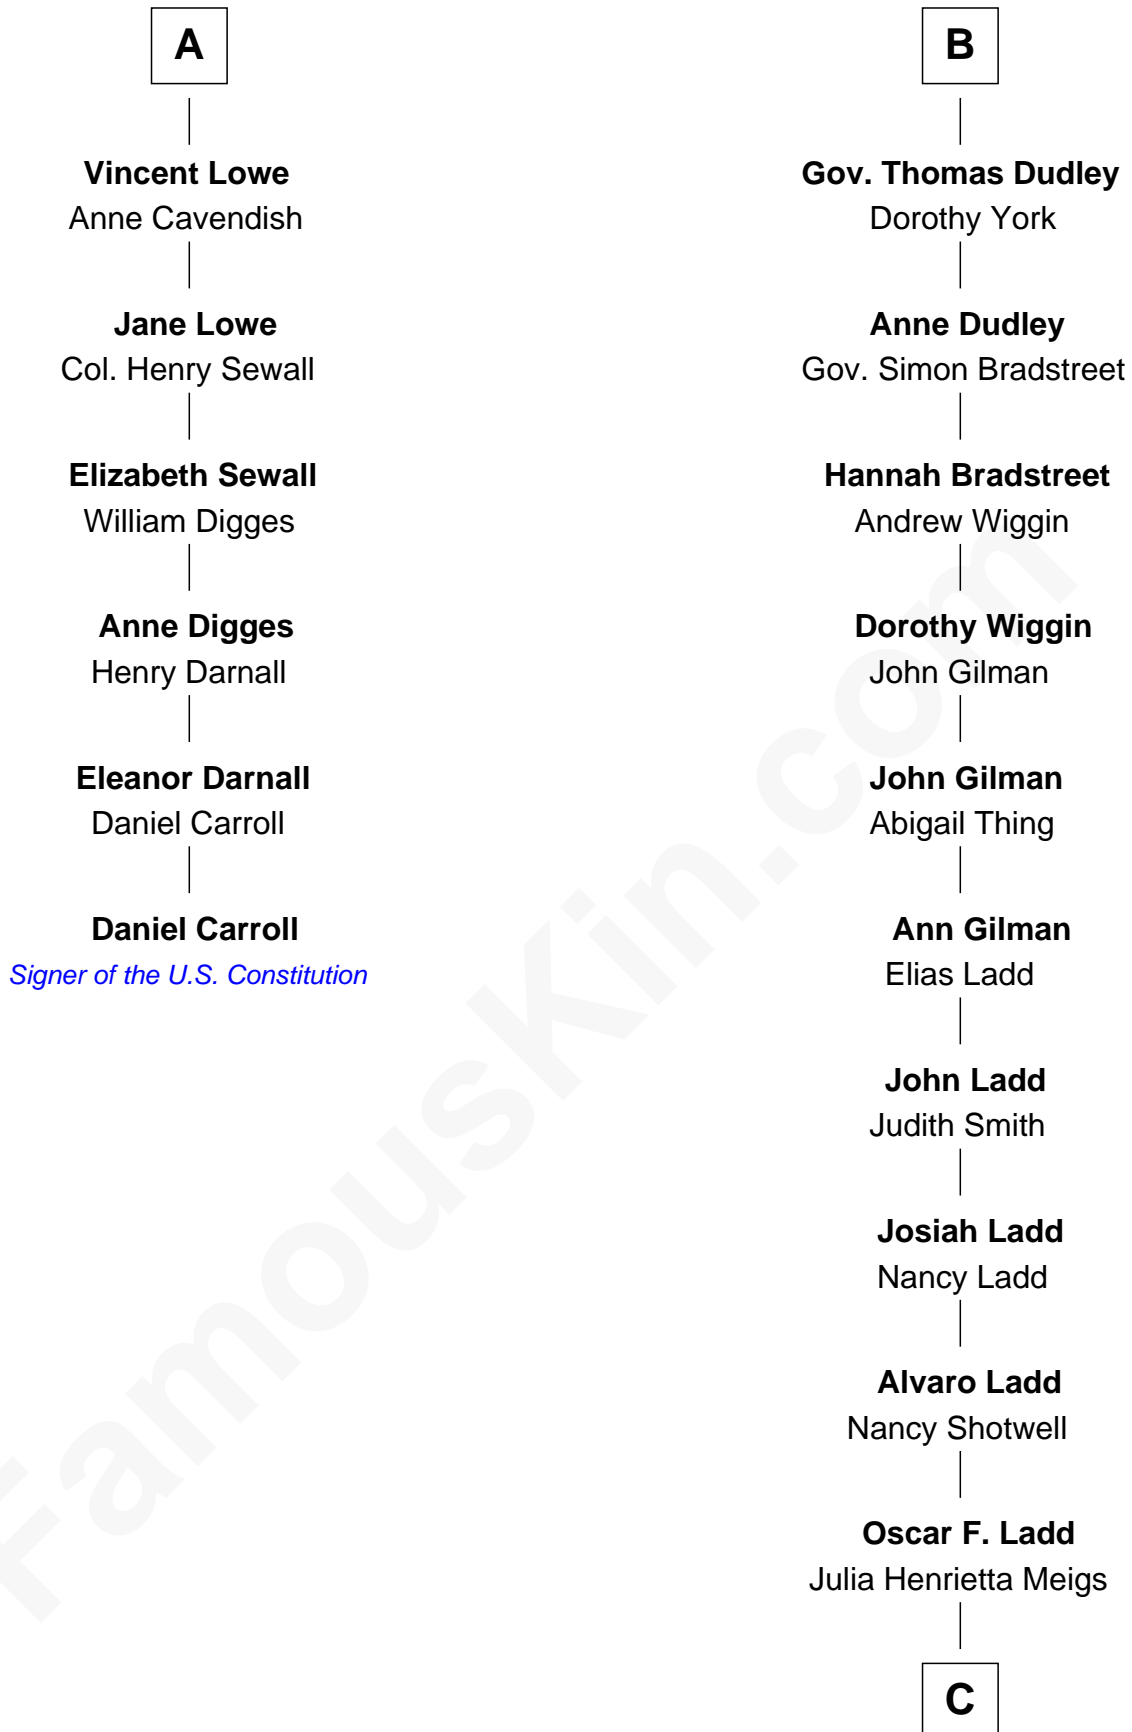 A
Vincent Lowe
Anne Cavendish
Jane Lowe
Col. Henry Sewall
Elizabeth Sewall
William Digges
Anne Digges
Henry Darnall
Eleanor Darnall
Daniel Carroll
Daniel Carroll
Signer of the U.S. Constitution
B
Gov. Thomas Dudley
Dorothy York
Anne Dudley
Gov. Simon Bradstreet
Hannah Bradstreet
Andrew Wiggin
Dorothy Wiggin
John Gilman
John Gilman
Abigail Thing
Ann Gilman
Elias Ladd
John Ladd
Judith Smith
Josiah Ladd
Nancy Ladd
Alvaro Ladd
Nancy Shotwell
Oscar F. Ladd
Julia Henrietta Meigs
C
FamousKin.com